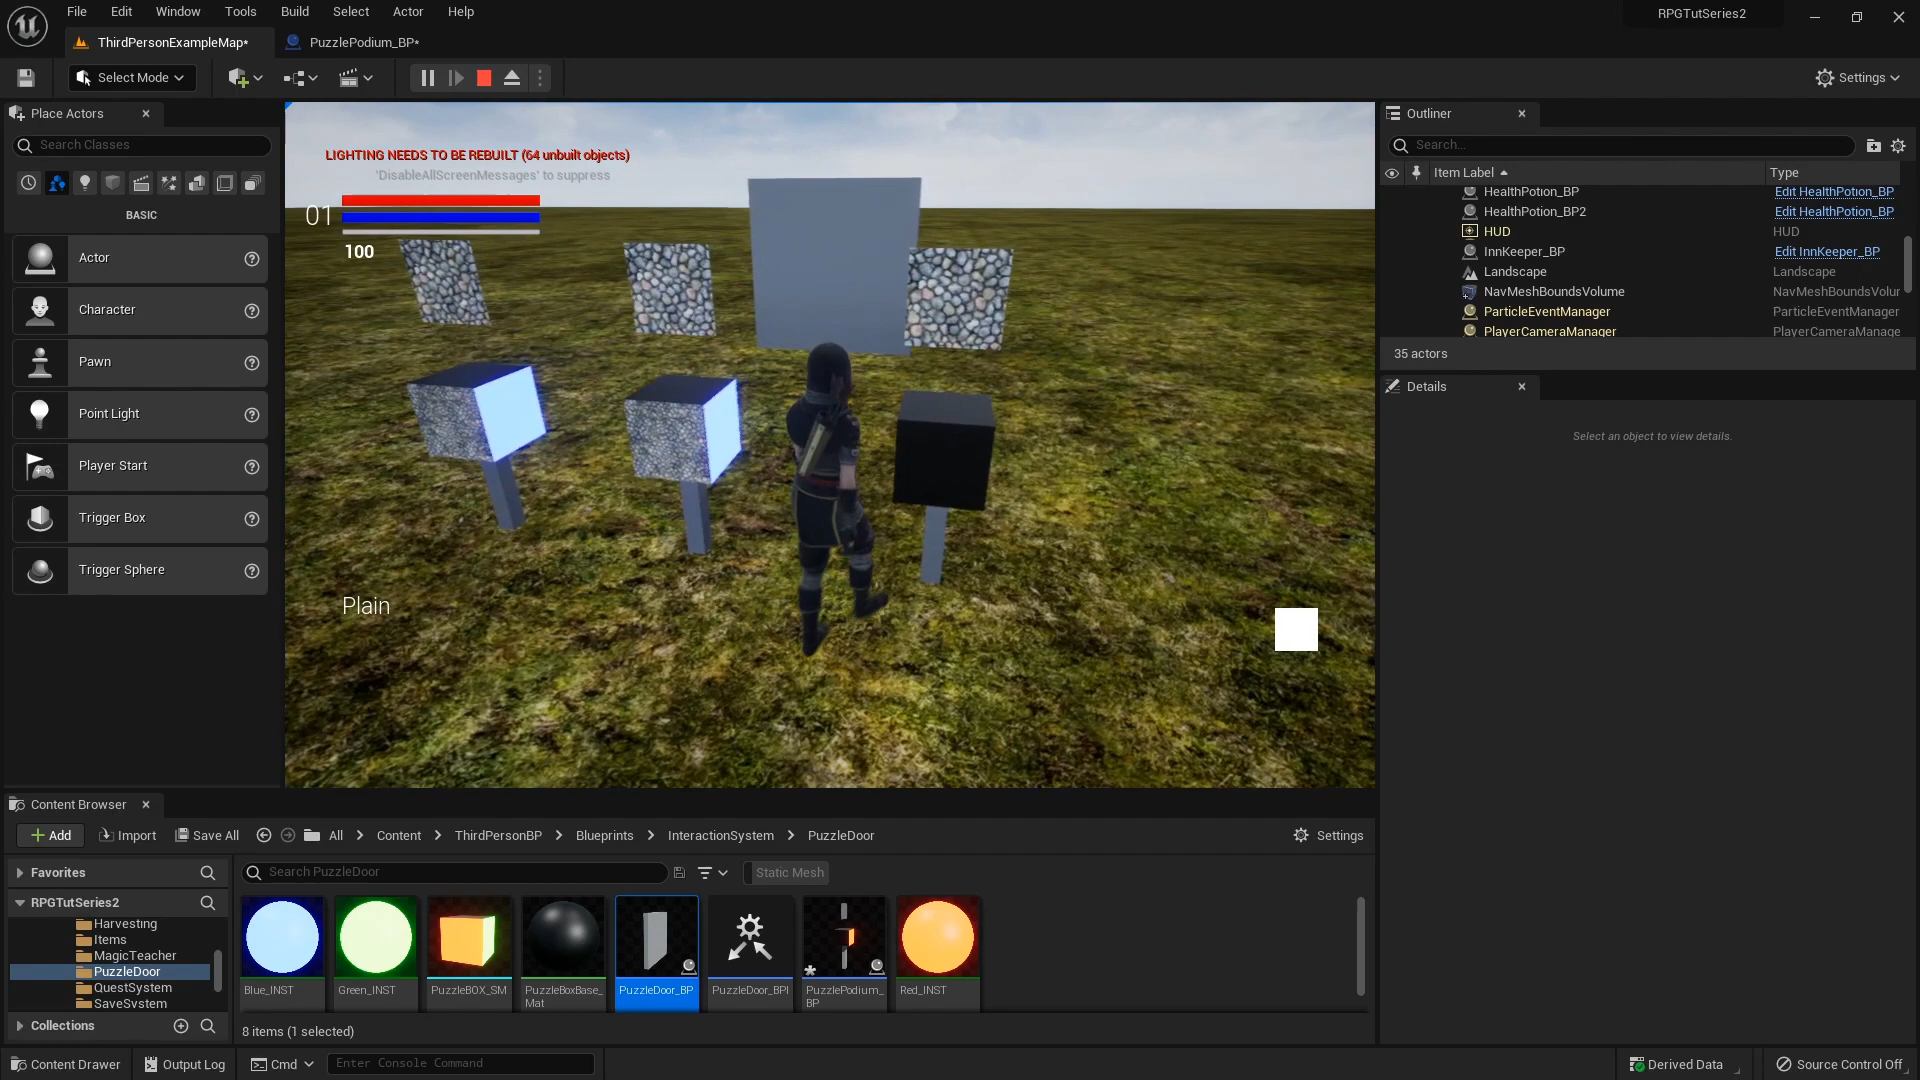 File Edit Window Tools Build Select Actor Help
RPGTutSeries2
ThirdPersonExampleMap*
PuzzlePodium_BP*
Select Mode
Settings
Place Actors
Search Classes
BASIC
Actor
Character
Pawn
Point Light
Player Start
Trigger Box
Trigger Sphere
LIGHTING NEEDS TO BE REBUILT (64 unbuilt objects)
'DisableAllScreenMessages' to suppress
01
100
Plain
Outliner
Search...
Item Label Type
HealthPotion_BP Edit HealthPotion_BP
HealthPotion_BP2 Edit HealthPotion_BP
HUD HUD
InnKeeper_BP Edit InnKeeper_BP
Landscape Landscape
NavMeshBoundsVolume NavMeshBoundsVolur
ParticleEventManager ParticleEventManager
PlayerCameraManager PlayerCameraManage
35 actors
Details
Select an object to view details.
Content Browser
Add Import Save All All Content ThirdPersonBP Blueprints InteractionSystem PuzzleDoor Settings
Favorites
RPGTutSeries2
Harvesting
Items
MagicTeacher
PuzzleDoor
QuestSystem
SaveSystem
Collections
Search PuzzleDoor
Static Mesh
Blue_INST
Green_INST
PuzzleBOX_SM
PuzzleBoxBase_
Mat
PuzzleDoor_BP
PuzzleDoor_BPI
PuzzlePodium_
BP
Red_INST
8 items (1 selected)
Content Drawer Output Log Cmd Enter Console Command Derived Data Source Control Off